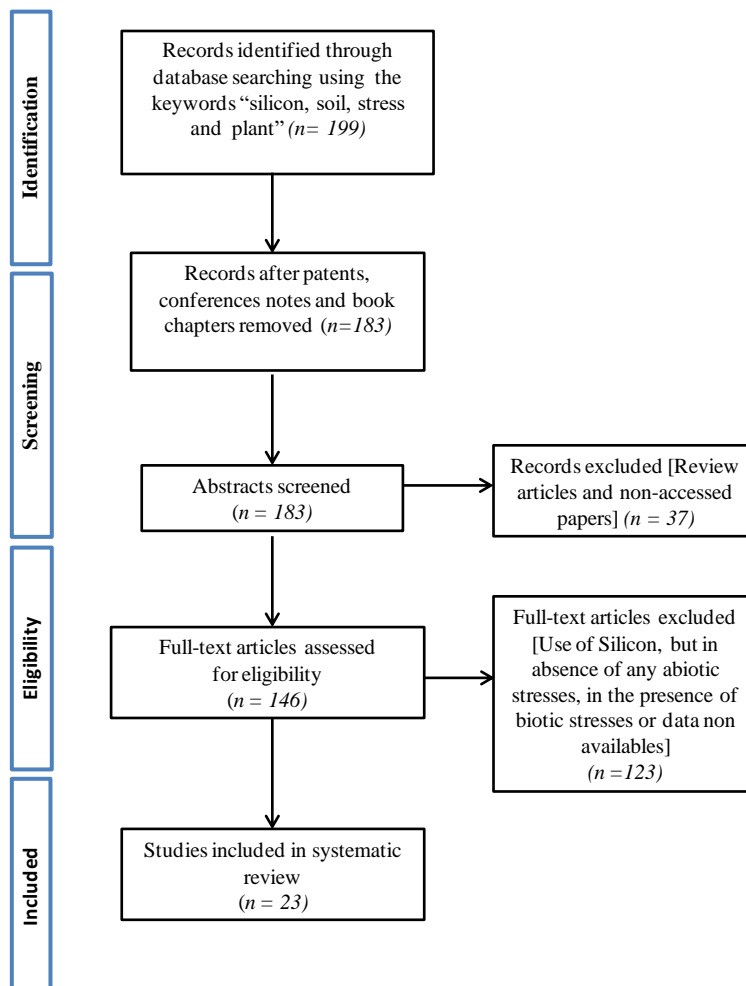 Identification
Records identified through
database searching using the
keywords “silicon, soil, stress
and plant” (n= 199)
Screening
Records after patents,
conferences notes and book
chapters removed (n=183)
Abstracts screened
(n = 183)
Records excluded [Review
articles and non-accessed
papers] (n = 37)
Eligibility
Full-text articles assessed
for eligibility
(n = 146)
Full-text articles excluded
[Use of Silicon, but in
absence of any abiotic
stresses, in the presence of
biotic stresses or data non
availables]
(n =123)
Included
Studies included in systematic
review
(n = 23)